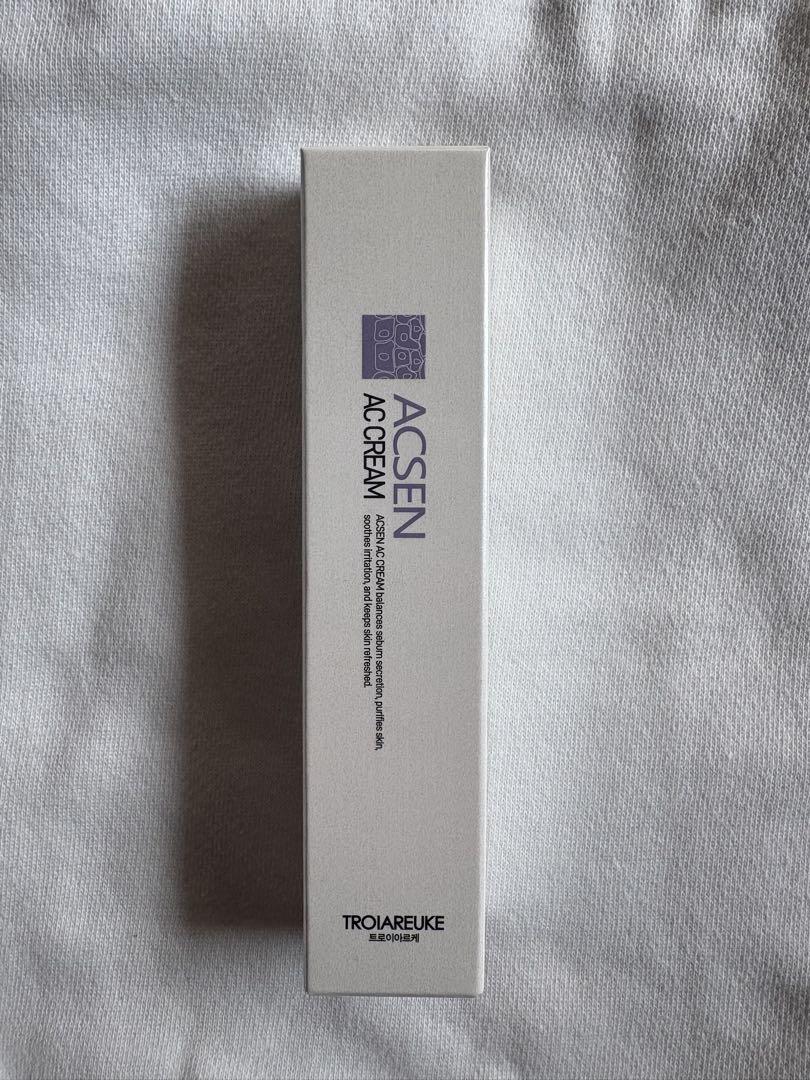 ACSEN
AC CREAM
ACSEN AC CREAM balances sebum secretion, purifies skin,
soothes irritation, and keeps skin refreshed.
TROIAREUKE
트로이아르케